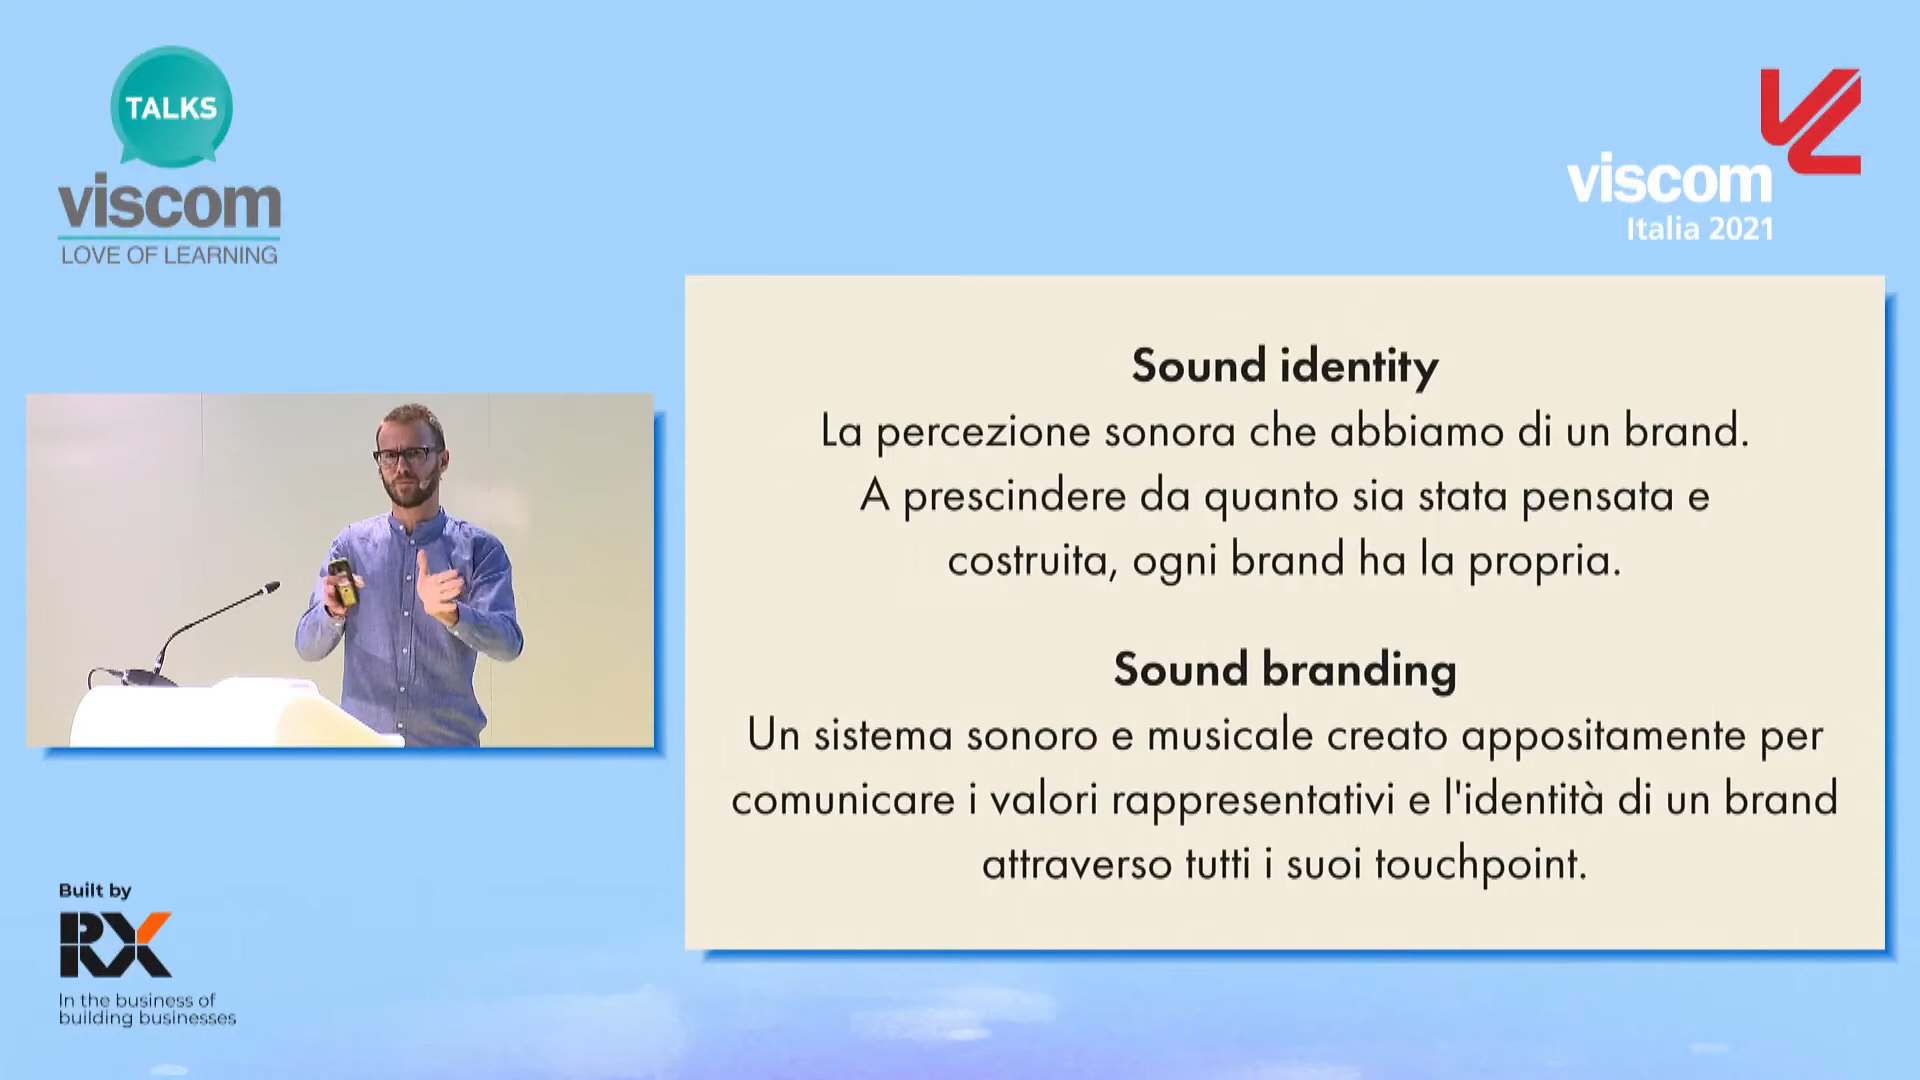 TALKS
viscom
LOVE OF LEARNING
viscom
Italia 2021
Sound identity
La percezione sonora che abbiamo di un brand.
A prescindere da quanto sia stata pensata e
costruita, ogni brand ha la propria.
Sound branding
Un sistema sonoro e musicale creato appositamente per
comunicare i valori rappresentativi e l'identità di un brand
attraverso tutti i suoi touchpoint.
Built by
RX
In the business of
building businesses